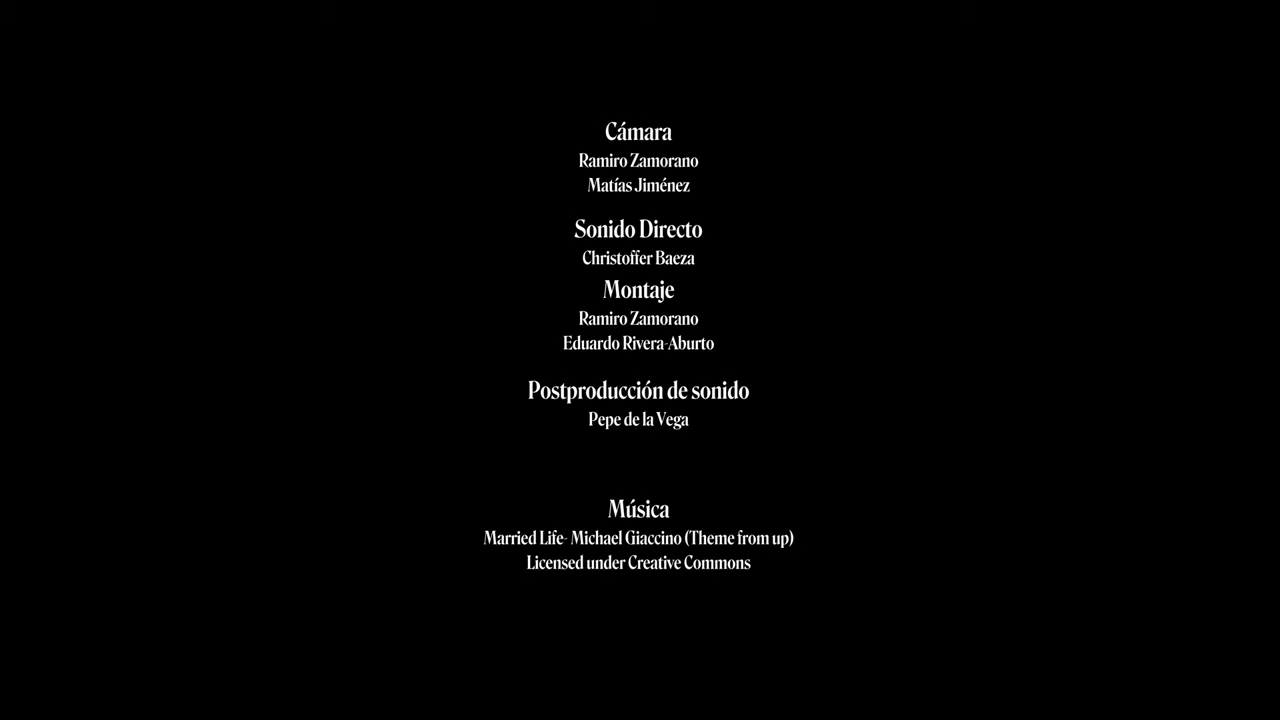 Cámara
Ramiro Zamorano
Matías Jiménez
Sonido Directo
Christoffer Baeza
Montaje
Ramiro Zamorano
Eduardo Rivera-Aburto
Postproducción de sonido
Pepe de la Vega
Música
Married Life- Michael Giaccino (Theme from up)
Licensed under Creative Commons